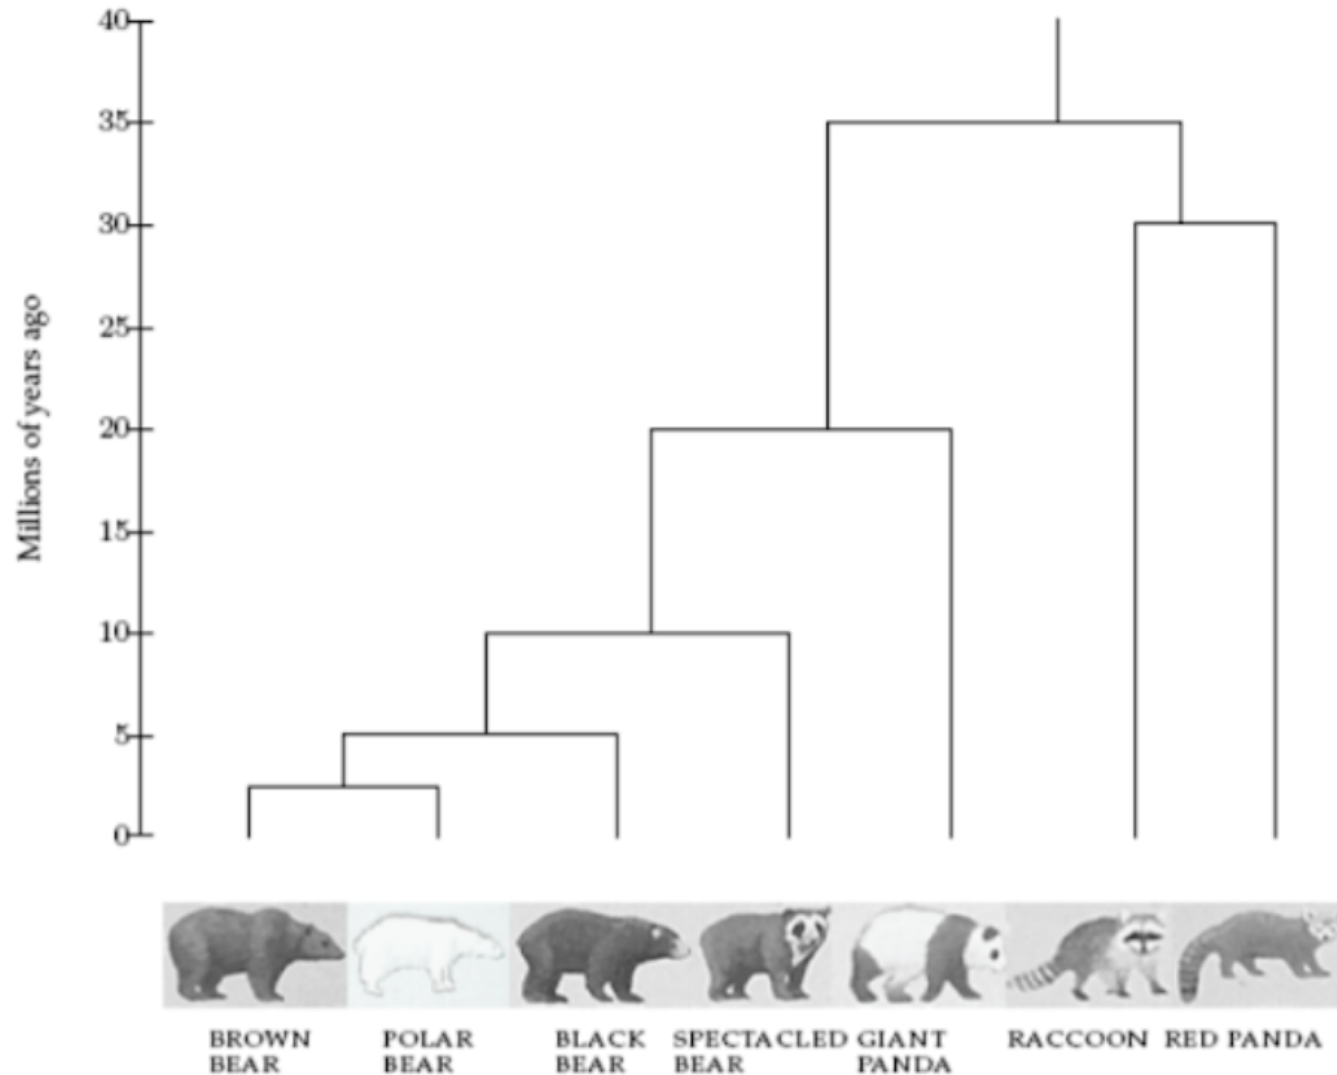 40
35
30
25
20
15
10
5
0
Millions of years ago
BROWN BEAR
POLAR BEAR
BLACK BEAR
SPECTACLED BEAR
GIANT PANDA
RACCOON
RED PANDA